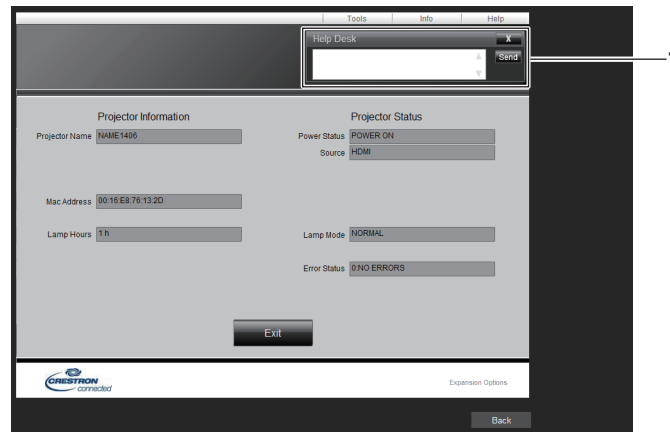 Tools Info Help
Help Desk X
Send
Projector Information Projector Status
Projector Name NAME1406 Power Status POWER ON
Source HDMI
Mac Address 00:16:E8:76:13:2D
Lamp Hours 1 h Lamp Mode NORMAL
Error Status 0:NO ERRORS
Exit
CRESTRON
connected
Expansion Options
Back